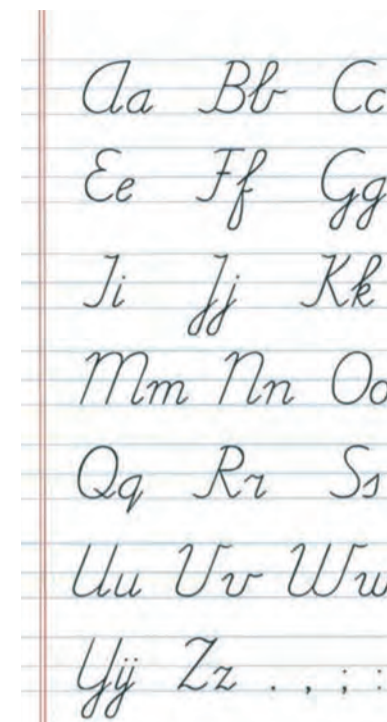 Aa Bb Cc
Ee Ff Gg
Ii Jj Kk
Mm Nn Oo
Qq Rr Ss
Uu Vv Ww
Yÿ Zz . , ; :